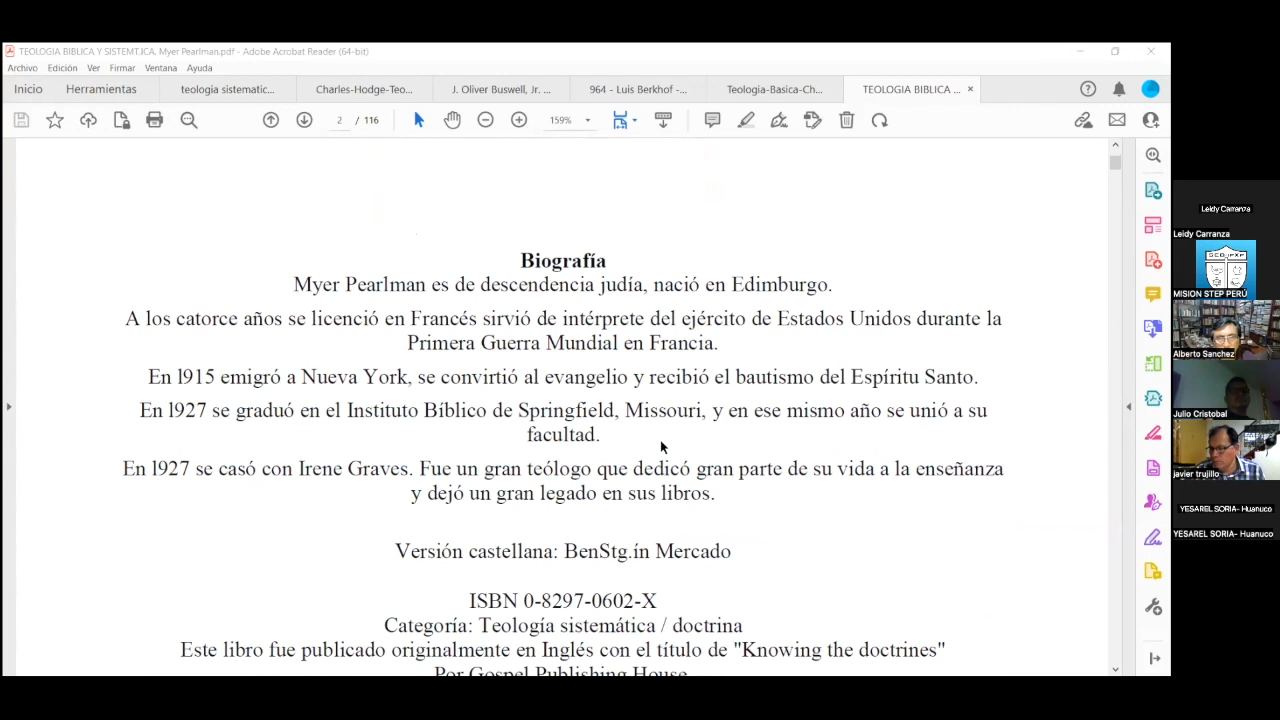 TEOLOGIA BIBLICA Y SISTEMT.ICA, Myer Pearlman.pdf - Adobe Acrobat Reader (64-bit)
Archivo Edición Ver Firmar Ventana Ayuda
Inicio Herramientas teologia sistematic... Charles-Hodge-Teo... J. Oliver Buswell, Jr. ... 964 - Luis Berkhof -... Teologia-Basica-Ch... TEOLOGIA BIBLICA ... ×
2 / 116 159%
Biografía
Myer Pearlman es de descendencia judía, nació en Edimburgo.
A los catorce años se licenció en Francés sirvió de intérprete del ejército de Estados Unidos durante la
Primera Guerra Mundial en Francia.
En l915 emigró a Nueva York, se convirtió al evangelio y recibió el bautismo del Espíritu Santo.
En l927 se graduó en el Instituto Bíblico de Springfield, Missouri, y en ese mismo año se unió a su
facultad.
En l927 se casó con Irene Graves. Fue un gran teólogo que dedicó gran parte de su vida a la enseñanza
y dejó un gran legado en sus libros.
Versión castellana: BenStg.ín Mercado
ISBN 0-8297-0602-X
Categoría: Teología sistemática / doctrina
Este libro fue publicado originalmente en Inglés con el título de "Knowing the doctrines"
Por Gospel Publishing House
Leidy Carranza
Leidy Carranza
MISION STEP PERÚ
Alberto Sanchez
Julio Cristobal
javier trujillo
YESAREL SORIA- Huanuco
YESAREL SORIA- Huanuco